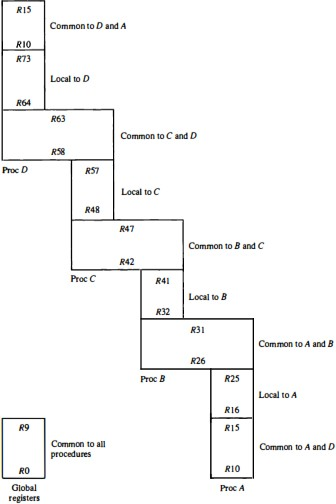 R15
Common to D and A
R10
R73
Local to D
R64
R63
Common to C and D
R58
Proc D
R57
Local to C
R48
R47
Common to B and C
R42
Proc C
R41
Local to B
R32
R31
Common to A and B
R26
Proc B
R25
Local to A
R16
R9
R15
Common to all
procedures
Common to A and D
R0
R10
Global
registers
Proc A